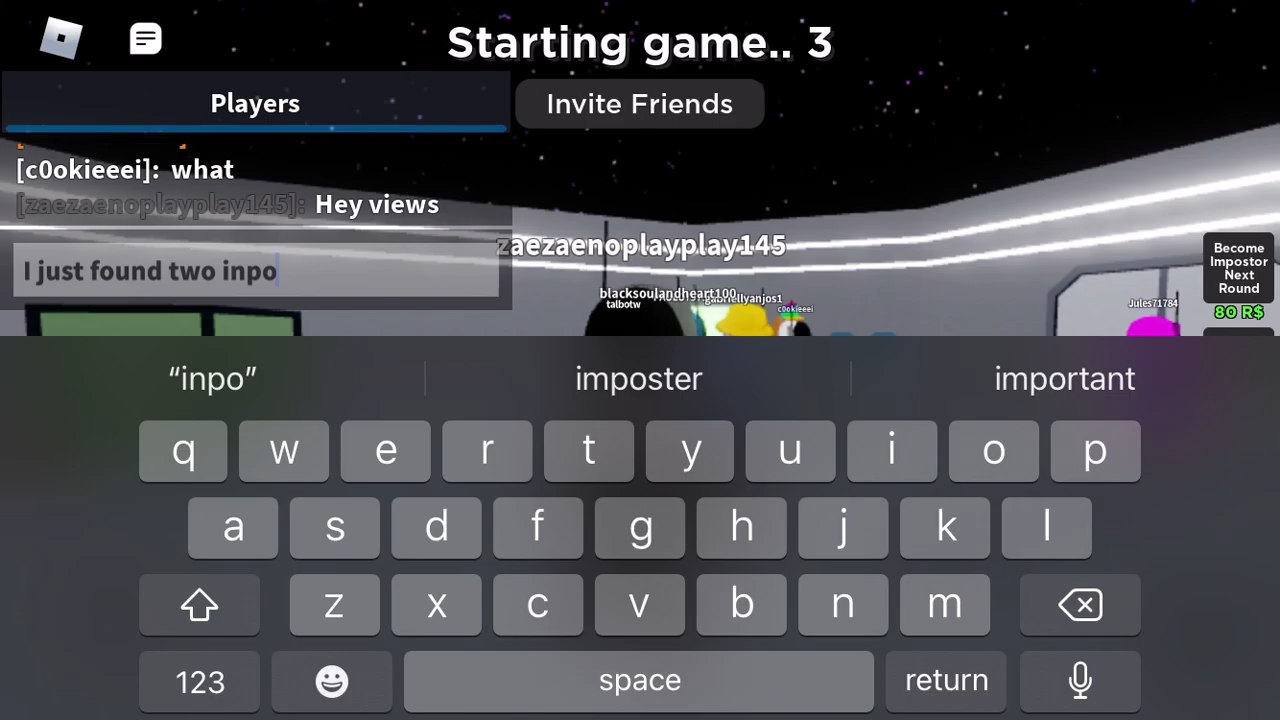 Starting game.. 3
Players
Invite Friends
[c0okieeei]: what
[zaezaenoplayplay145]: Hey views
I just found two inpo
zaezaenoplayplay145
blacksoulandheart100
talbotw
gabriellyanjos1
c0okieeei
Jules71784
Become
Impostor
Next
Round
80 R$
“inpo”
imposter
important
q w e r t y u i o p
a s d f g h j k l
z x c v b n m
123
space
return